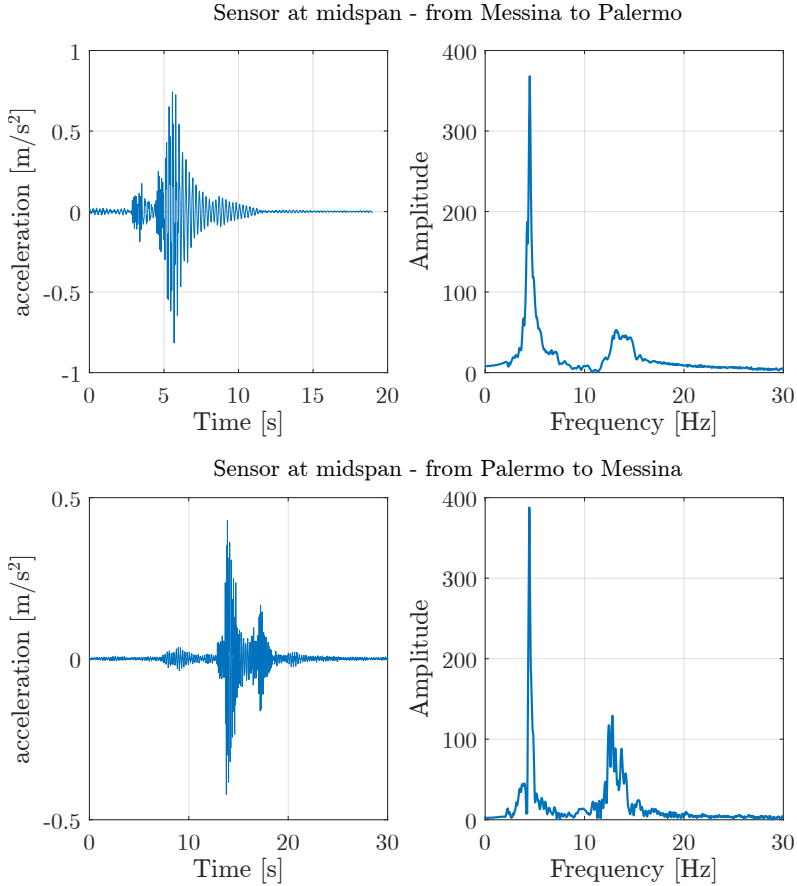 Sensor at midspan - from Messina to Palermo
acceleration [m/s²]
1
0.5
0
-0.5
-1
0 5 10 15 20
Time [s]
Amplitude
400
300
200
100
0
0 10 20 30
Frequency [Hz]
Sensor at midspan - from Palermo to Messina
acceleration [m/s²]
0.5
0
-0.5
0 10 20 30
Time [s]
Amplitude
400
300
200
100
0
0 10 20 30
Frequency [Hz]